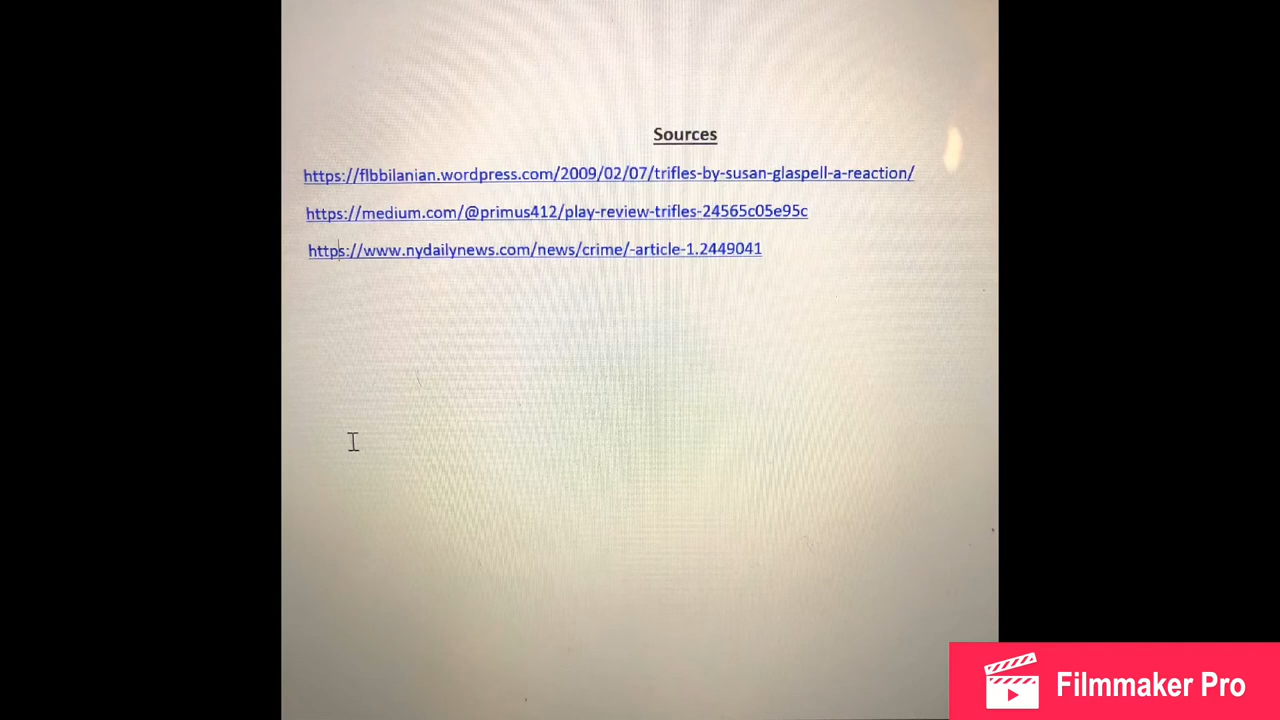 Sources
https://flbbilanian.wordpress.com/2009/02/07/trifles-by-susan-glaspell-a-reaction/
https://medium.com/@primus412/play-review-trifles-24565c05e95c
https://www.nydailynews.com/news/crime/-article-1.2449041
Filmmaker Pro